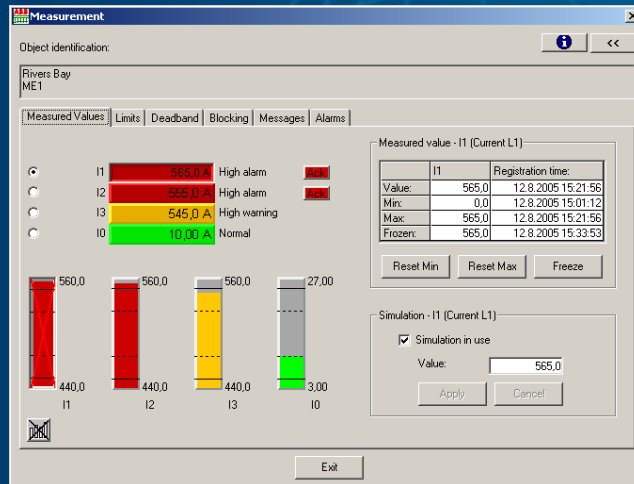 ABB Measurement
Object identification:
<<
Rivers Bay
ME1
Measured Values Limits Deadband Blocking Messages Alarms
I1 565,0 A High alarm Ack
I2 555,0 A High alarm Ack
I3 545,0 A High warning
I0 10,00 A Normal
560,0 560,0 560,0 27,00
440,0 440,0 440,0 3,00
I1 I2 I3 I0
Measured value - I1 (Current L1)
I1 Registration time:
Value: 565,0 12.8.2005 15:21:56
Min: 0,0 12.8.2005 15:01:12
Max: 565,0 12.8.2005 15:21:56
Frozen: 565,0 12.8.2005 15:33:53
Reset Min Reset Max Freeze
Simulation - I1 (Current L1)
Simulation in use
Value: 565,0
Apply Cancel
Exit